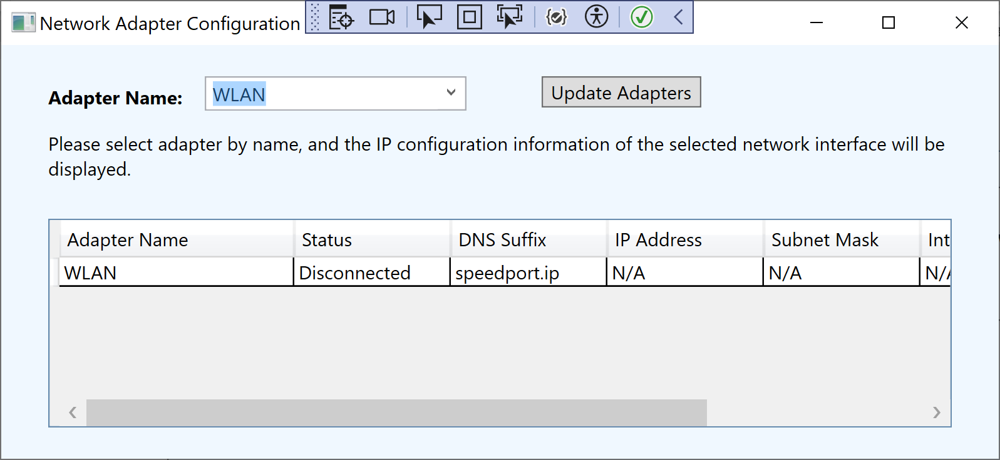 Network Adapter Configuration
Adapter Name:
WLAN
Update Adapters
Please select adapter by name, and the IP configuration information of the selected network interface will be
displayed.
Adapter Name Status DNS Suffix IP Address Subnet Mask Int
WLAN Disconnected speedport.ip N/A N/A N/A